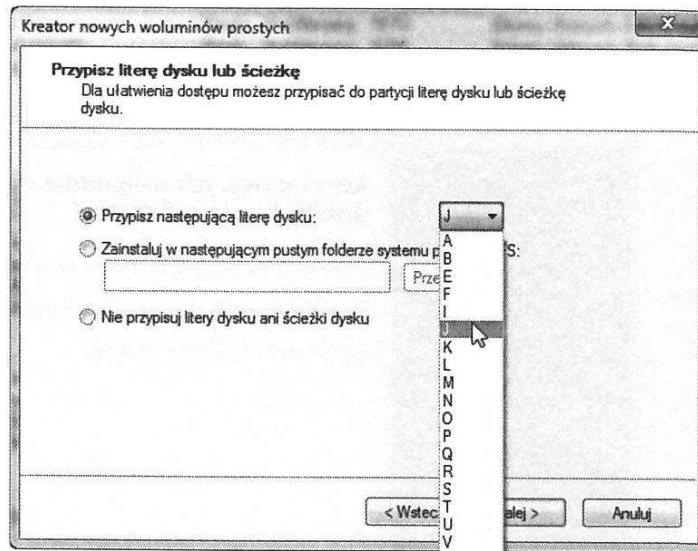 Kreator nowych woluminów prostych
Przypisz literę dysku lub ścieżkę
Dla ułatwienia dostępu możesz przypisać do partycji literę dysku lub ścieżkę
dysku.
Przypisz następującą literę dysku: J
Zainstaluj w następującym pustym folderze systemu p S:
Prze
Nie przypisuj litery dysku ani ścieżki dysku
A
B
E
F
I
J
K
L
M
N
O
P
Q
R
S
T
U
V
< Wstec alej > Anuluj